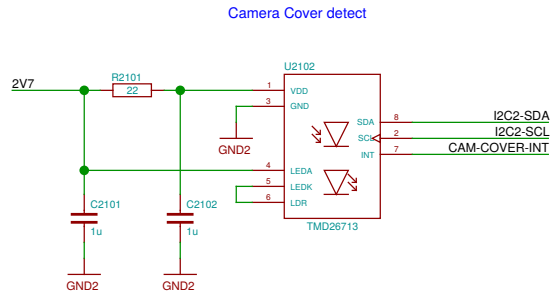 Camera Cover detect
U2102
2V7
R2101
22
1
VDD
3
GND
GND2
SDA
8
I2C2-SDA
SCL
2
I2C2-SCL
INT
7
CAM-COVER-INT
4
LEDA
5
LEDK
6
LDR
C2101
1u
C2102
1u
TMD26713
GND2
GND2